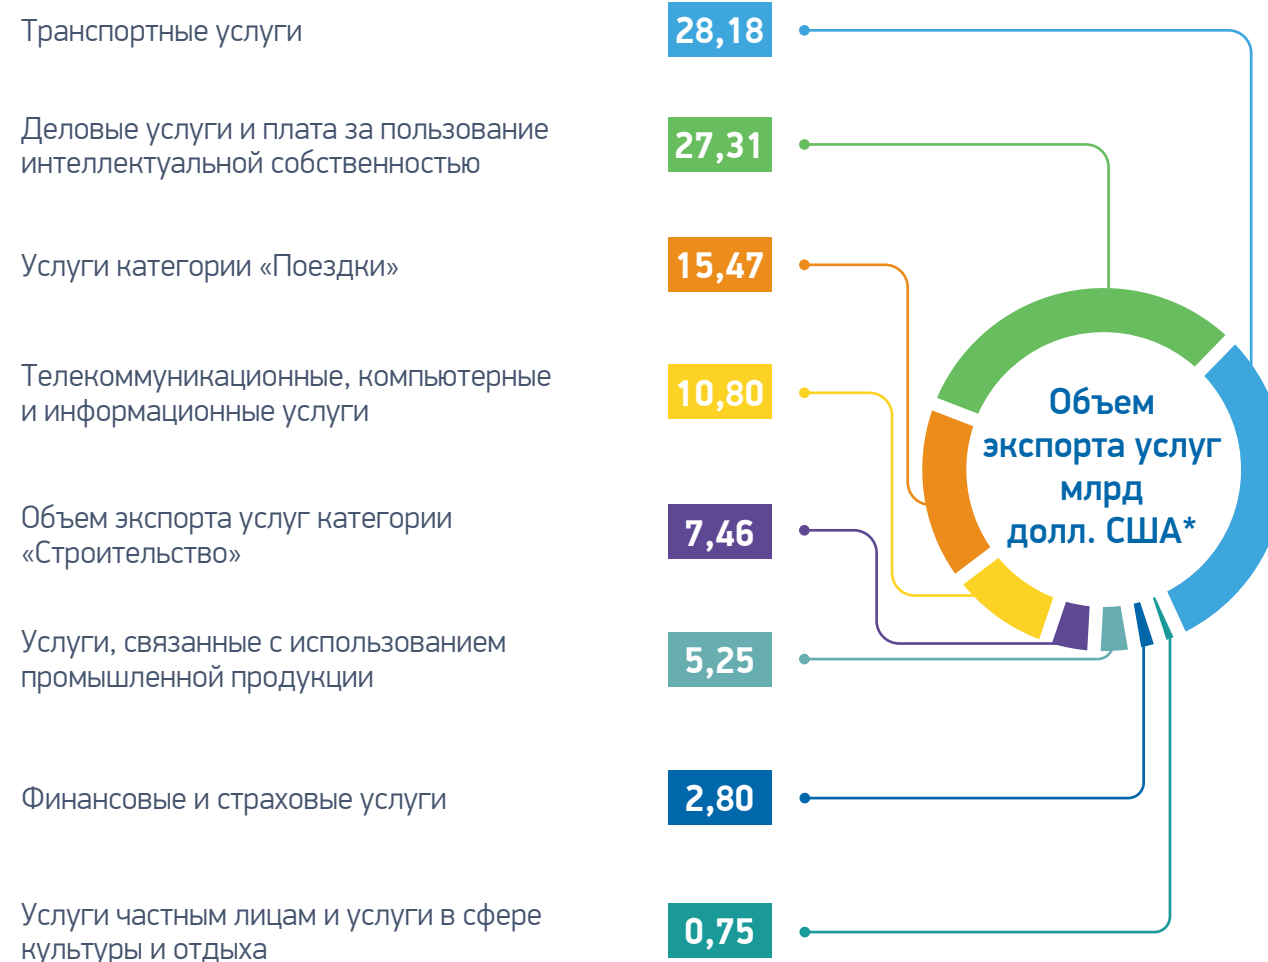 Транспортные услуги
28,18
Деловые услуги и плата за пользование
интеллектуальной собственностью
27,31
Услуги категории «Поездки»
15,47
Телекоммуникационные, компьютерные
и информационные услуги
10,80
Объем экспорта услуг категории
«Строительство»
7,46
Услуги, связанные с использованием
промышленной продукции
5,25
Финансовые и страховые услуги
2,80
Услуги частным лицам и услуги в сфере
культуры и отдыха
0,75
Объем
экспорта услуг
млрд
долл. США*